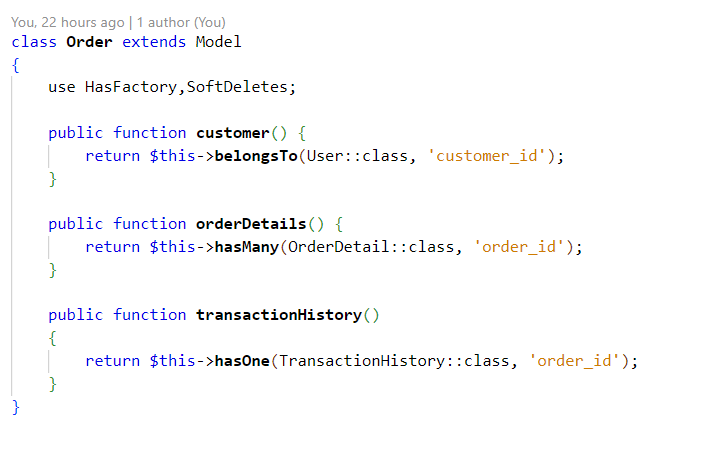 You, 22 hours ago | 1 author (You)
class Order extends Model
{
    use HasFactory,SoftDeletes;

    public function customer() {
        return $this->belongsTo(User::class, 'customer_id');
    }

    public function orderDetails() {
        return $this->hasMany(OrderDetail::class, 'order_id');
    }

    public function transactionHistory()
    {
        return $this->hasOne(TransactionHistory::class, 'order_id');
    }
}